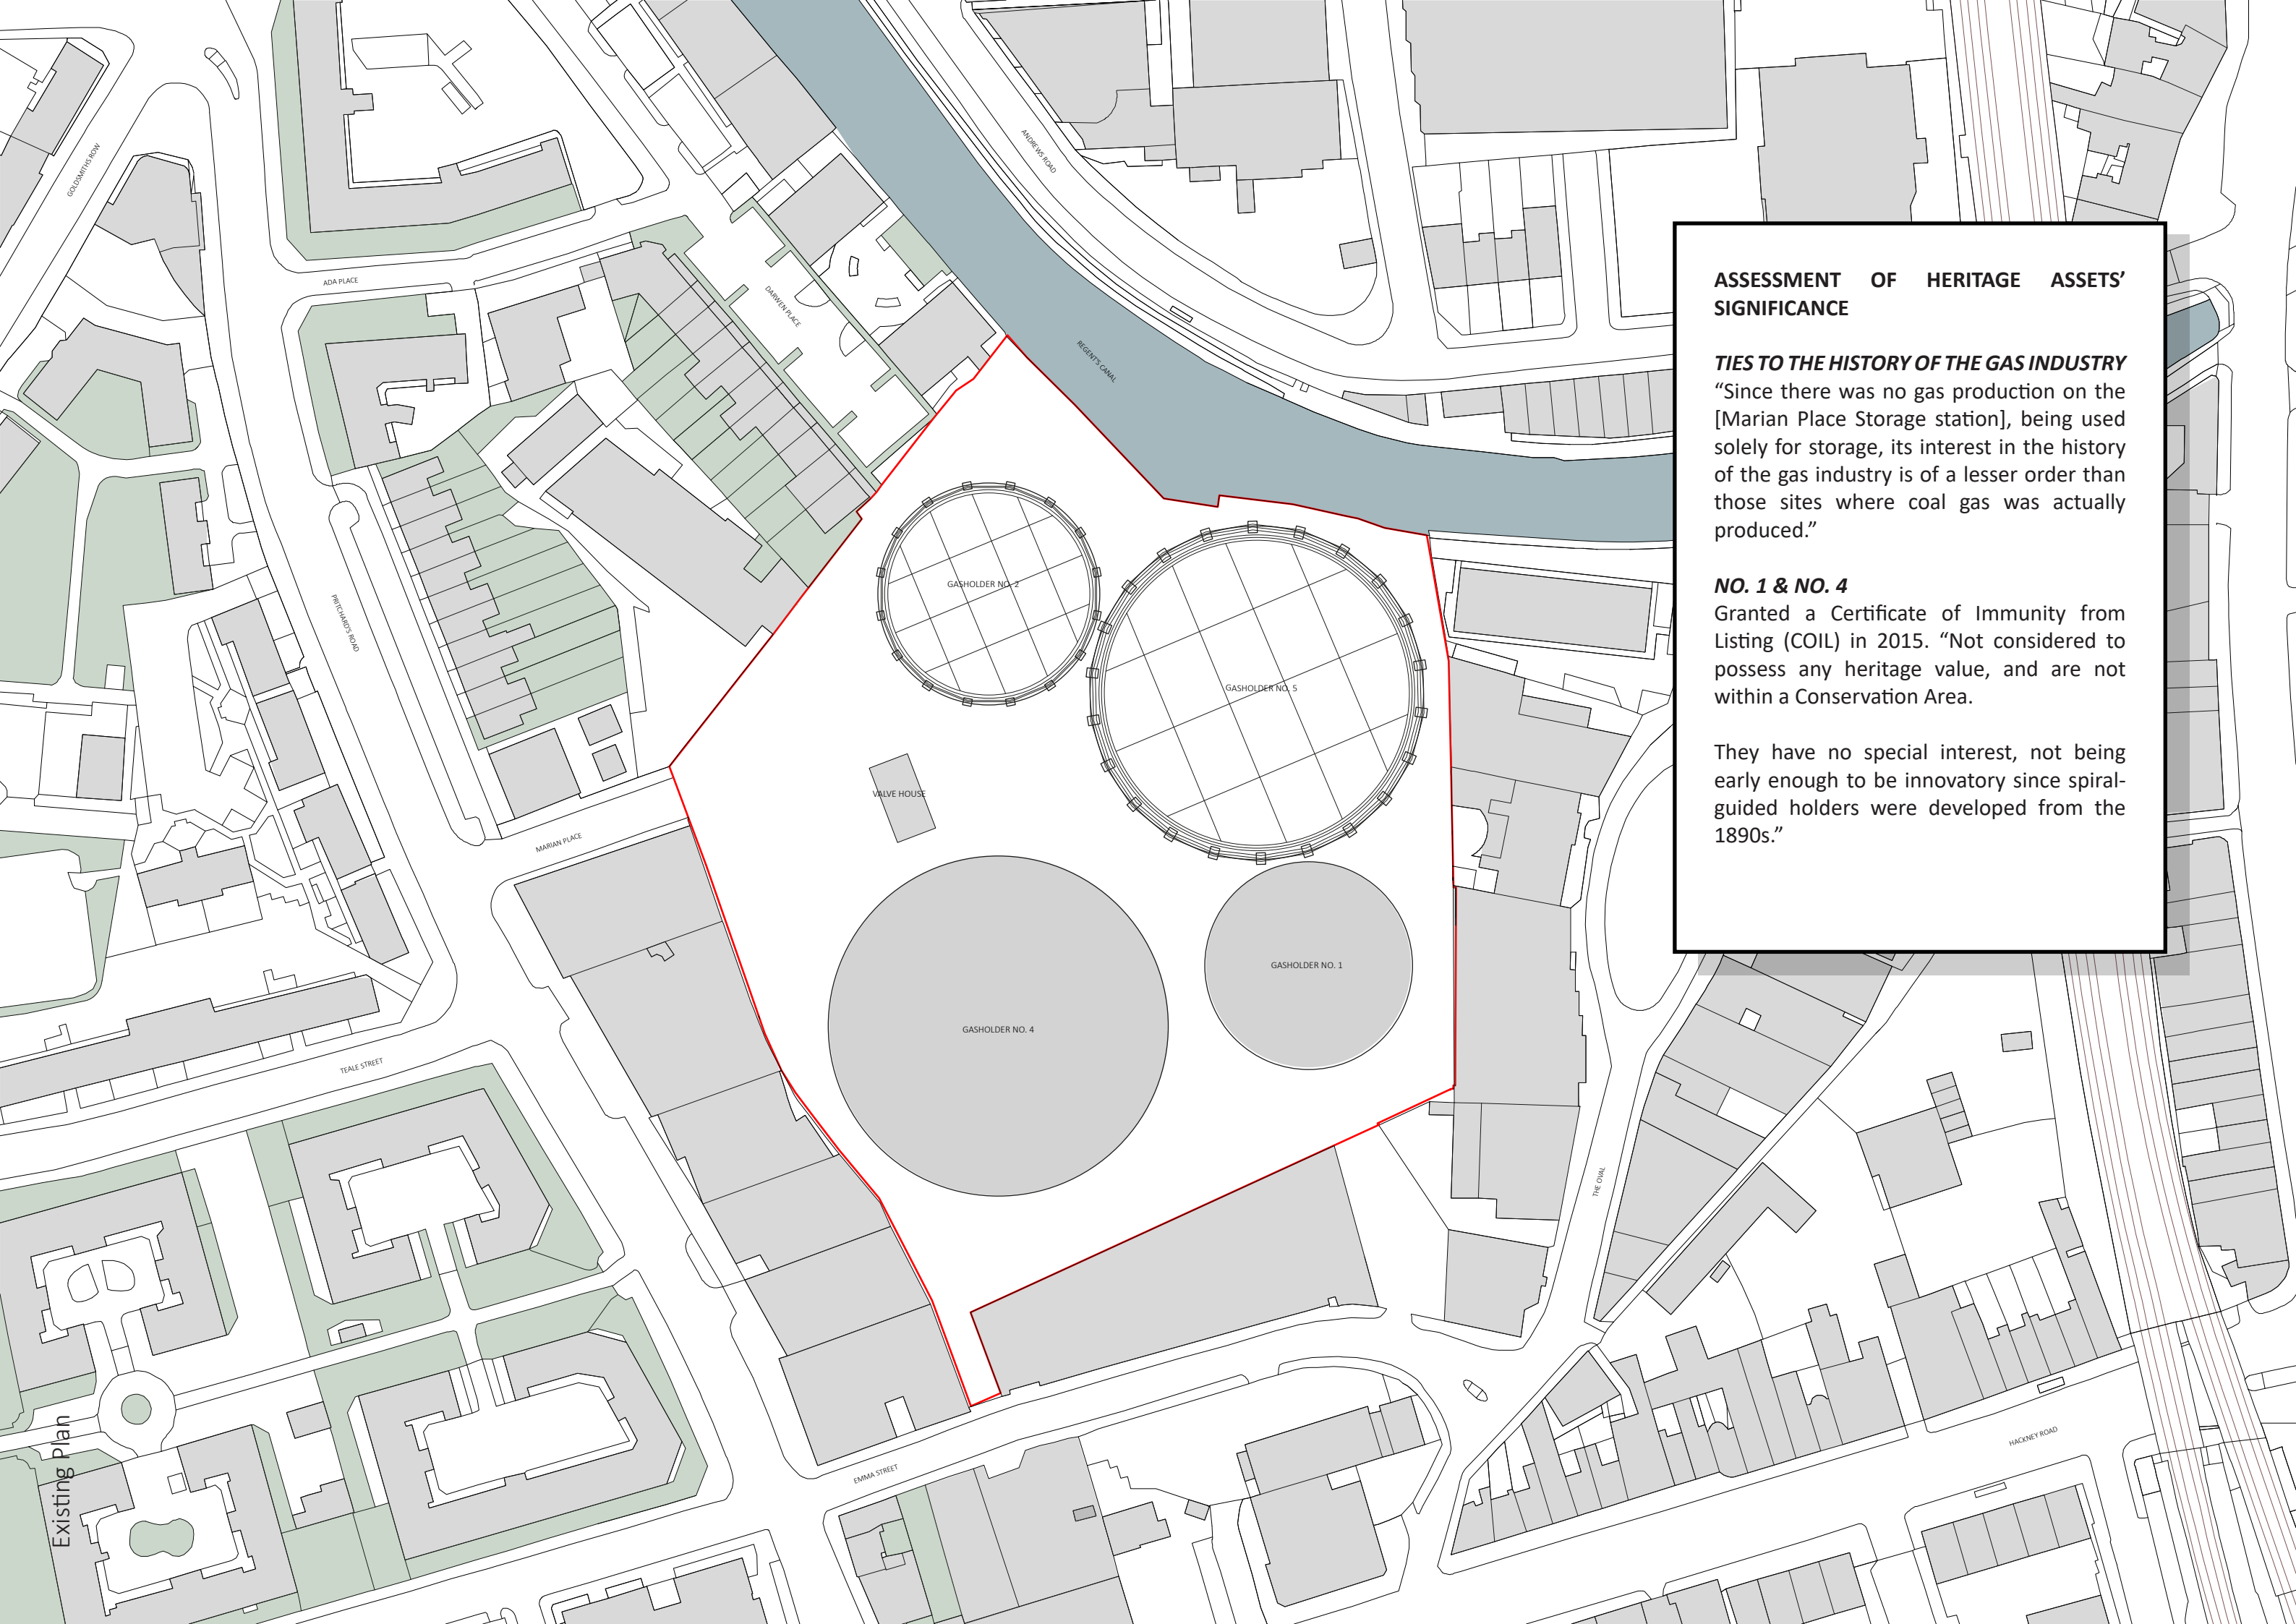 GOLDSMITHS ROW
ANDREWS ROAD
ADA PLACE
DARWEN PLACE
REGENT'S CANAL
ASSESSMENT OF HERITAGE ASSETS'
SIGNIFICANCE
TIES TO THE HISTORY OF THE GAS INDUSTRY
“Since there was no gas production on the
[Marian Place Storage station], being used
solely for storage, its interest in the history
of the gas industry is of a lesser order than
those sites where coal gas was actually
produced.”
NO. 1 & NO. 4
Granted a Certificate of Immunity from
Listing (COIL) in 2015. “Not considered to
possess any heritage value, and are not
within a Conservation Area.
They have no special interest, not being
early enough to be innovatory since spiral-
guided holders were developed from the
1890s.”
GASHOLDER NO. 2
PRITCHARD'S ROAD
GASHOLDER NO. 5
VALVE HOUSE
MARIAN PLACE
GASHOLDER NO. 1
GASHOLDER NO. 4
TEALE STREET
THE OVAL
EMMA STREET
HACKNEY ROAD
Existing Plan